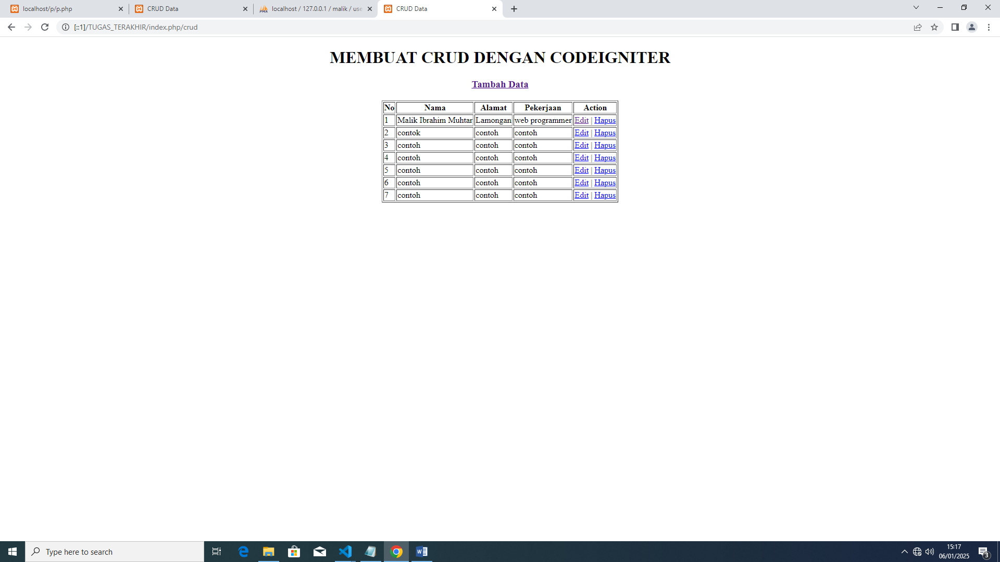 localhost/p/p.php
CRUD Data
localhost / 127.0.0.1 / malik / use
CRUD Data
[::1]/TUGAS_TERAKHIR/index.php/crud
MEMBUAT CRUD DENGAN CODEIGNITER
Tambah Data
No Nama Alamat Pekerjaan Action
1 Malik Ibrahim Muhtar Lamongan web programmer Edit | Hapus
2 contok contoh contoh Edit | Hapus
3 contoh contoh contoh Edit | Hapus
4 contoh contoh contoh Edit | Hapus
5 contoh contoh contoh Edit | Hapus
6 contoh contoh contoh Edit | Hapus
7 contoh contoh contoh Edit | Hapus
Type here to search
15:17
06/01/2025
3